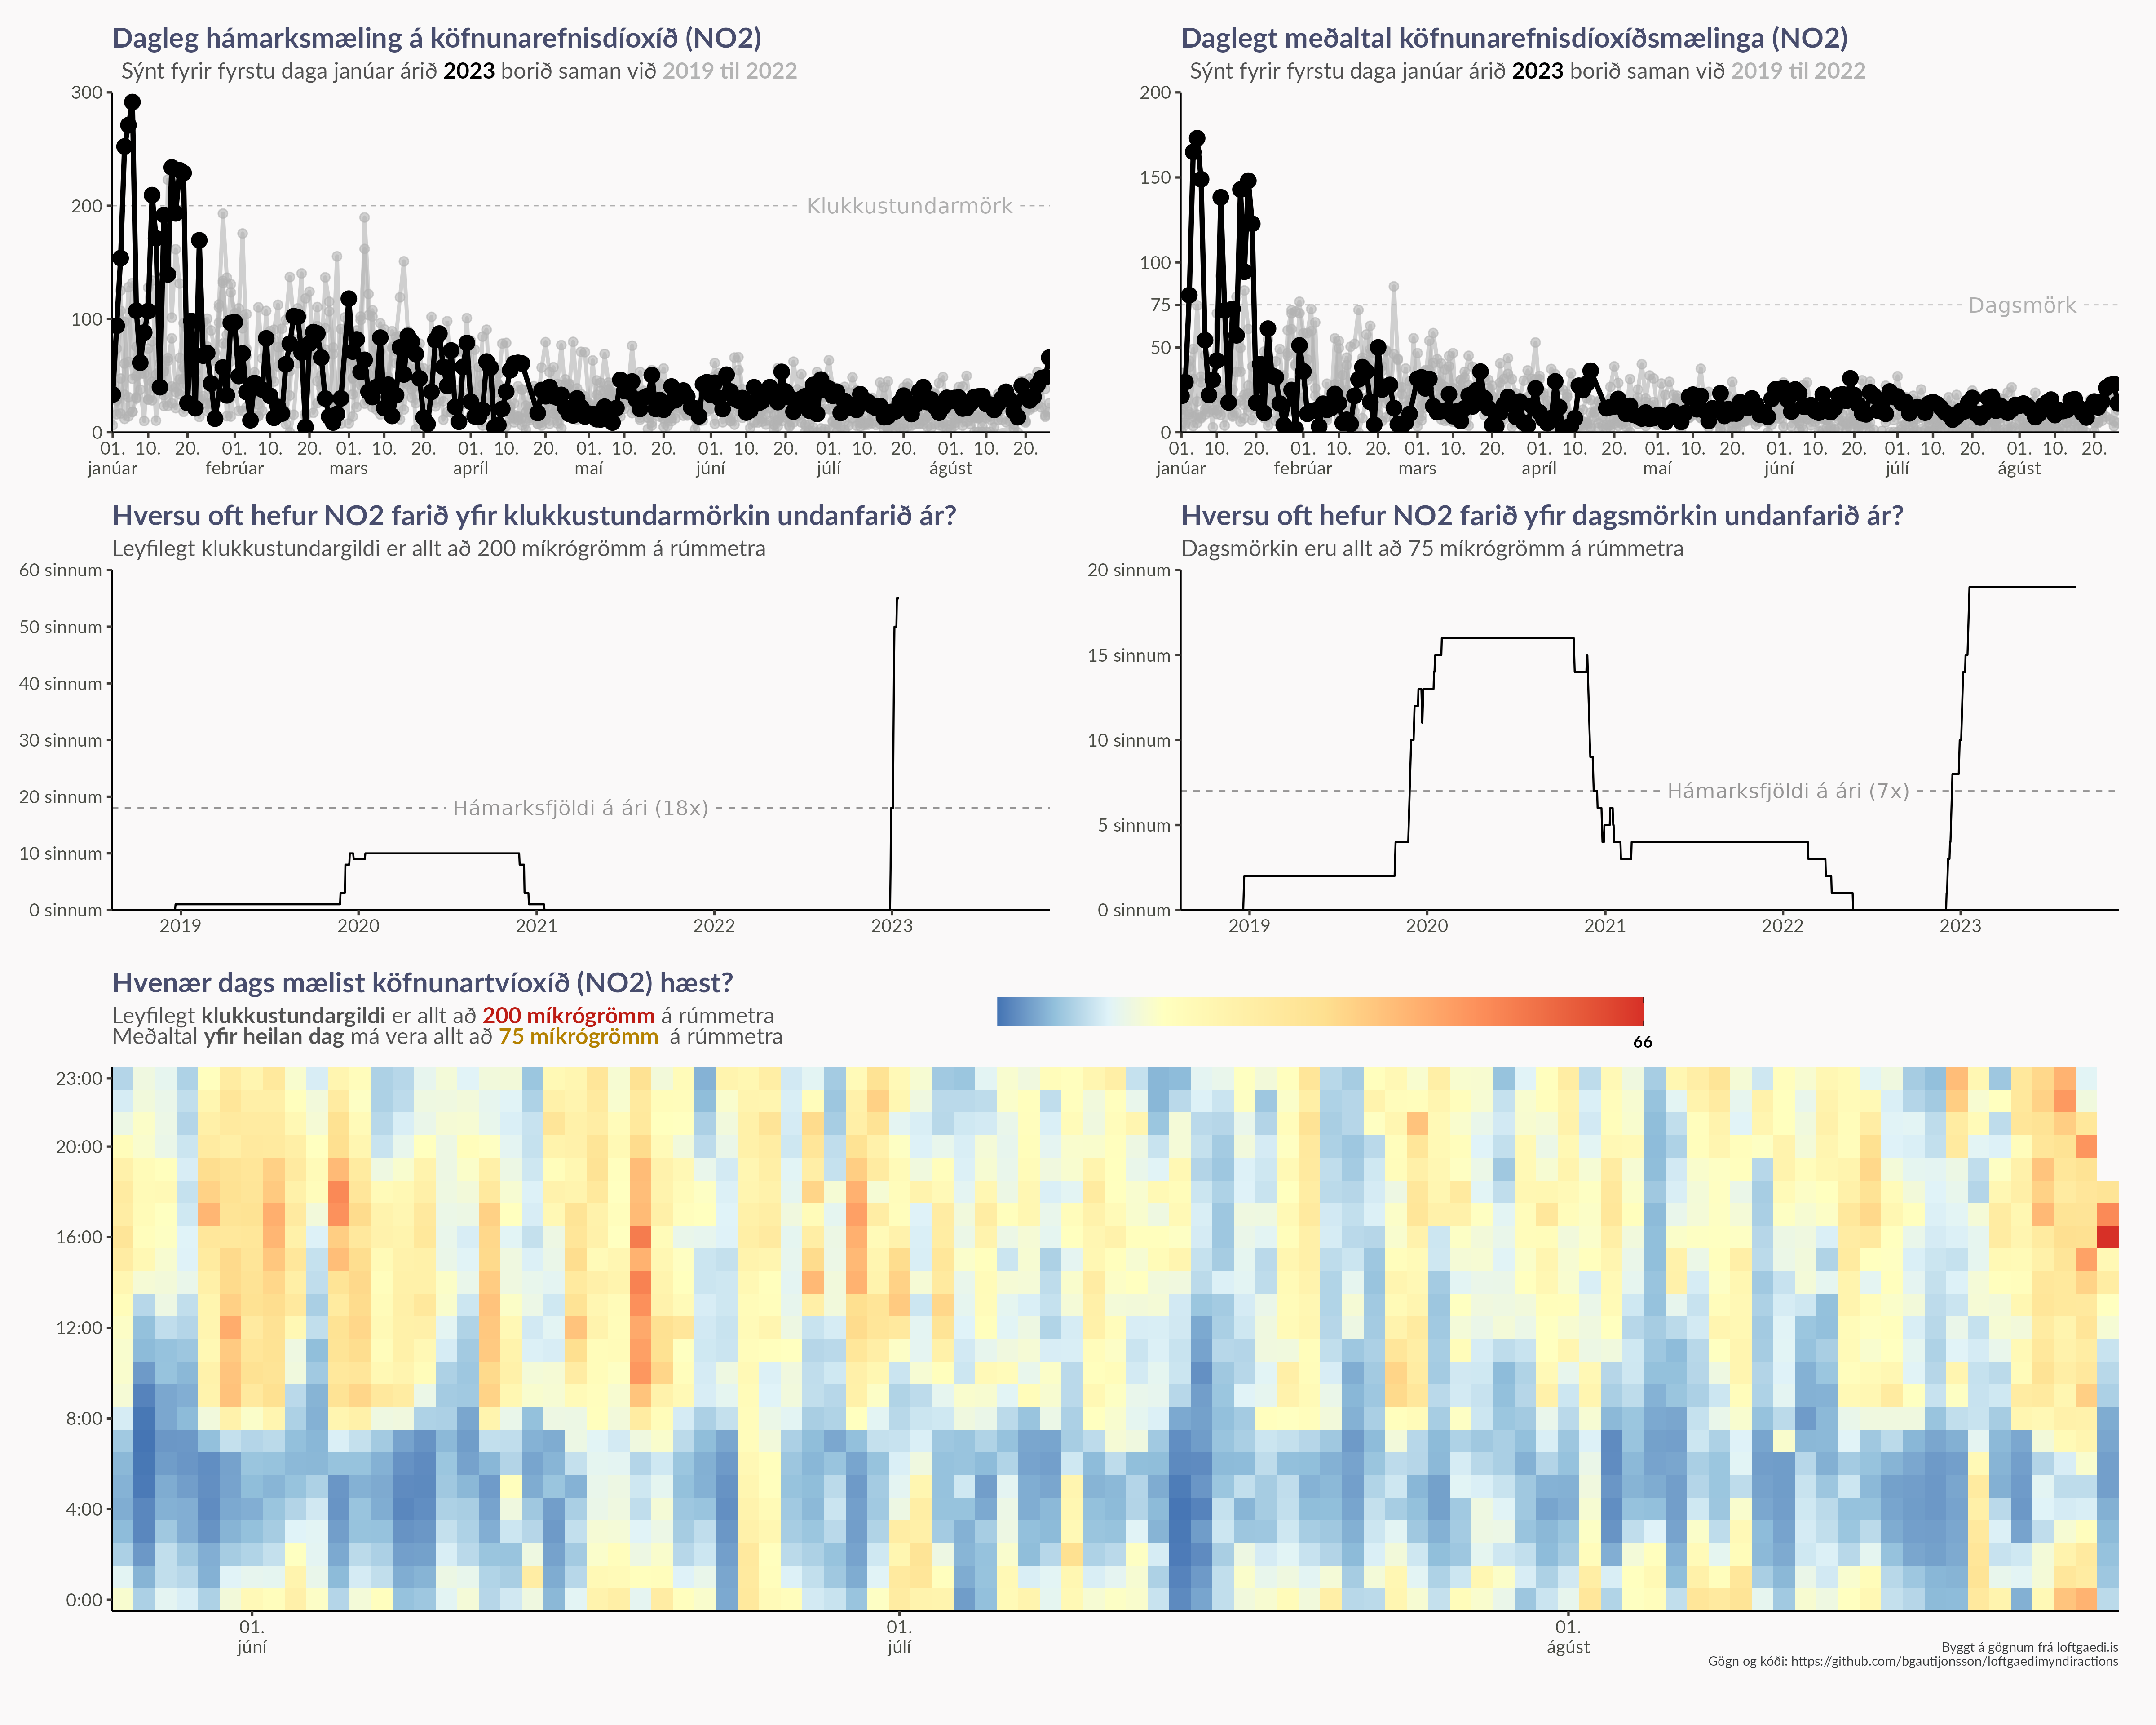 Dagleg hámarksmæling á köfnunarefnisdíoxíð (NO2)
Sýnt fyrir fyrstu daga janúar árið 2023 borið saman við 2019 til 2022
300
200
100
0
Klukkustundarmörk
01. 10. 20. 01. 10. 20. 01. 10. 20. 01. 10. 20. 01. 10. 20. 01. 10. 20. 01. 10. 20. 01. 10. 20.
janúar febrúar mars apríl maí júní júlí ágúst
Daglegt meðaltal köfnunarefnisdíoxíðsmælinga (NO2)
Sýnt fyrir fyrstu daga janúar árið 2023 borið saman við 2019 til 2022
200
150
100
75
50
0
Dagsmörk
01. 10. 20. 01. 10. 20. 01. 10. 20. 01. 10. 20. 01. 10. 20. 01. 10. 20. 01. 10. 20. 01. 10. 20.
janúar febrúar mars apríl maí júní júlí ágúst
Hversu oft hefur NO2 farið yfir klukkustundarmörkin undanfarið ár?
Leyfilegt klukkustundargildi er allt að 200 míkrógrömm á rúmmetra
60 sinnum
50 sinnum
40 sinnum
30 sinnum
20 sinnum
10 sinnum
0 sinnum
Hámarksfjöldi á ári (18x)
2019 2020 2021 2022 2023
Hversu oft hefur NO2 farið yfir dagsmörkin undanfarið ár?
Dagsmörkin eru allt að 75 míkrógrömm á rúmmetra
20 sinnum
15 sinnum
10 sinnum
5 sinnum
0 sinnum
Hámarksfjöldi á ári (7x)
2019 2020 2021 2022 2023
Hvenær dags mælist köfnunartvíoxíð (NO2) hæst?
Leyfilegt klukkustundargildi er allt að 200 míkrógrömm á rúmmetra
Meðaltal yfir heilan dag má vera allt að 75 míkrógrömm á rúmmetra
66
23:00
20:00
16:00
12:00
8:00
4:00
0:00
01. 01. 01.
júní júlí ágúst
Byggt á gögnum frá loftgaedi.is
Gögn og kóði: https://github.com/bgautijonsson/loftgaedimyndiractions